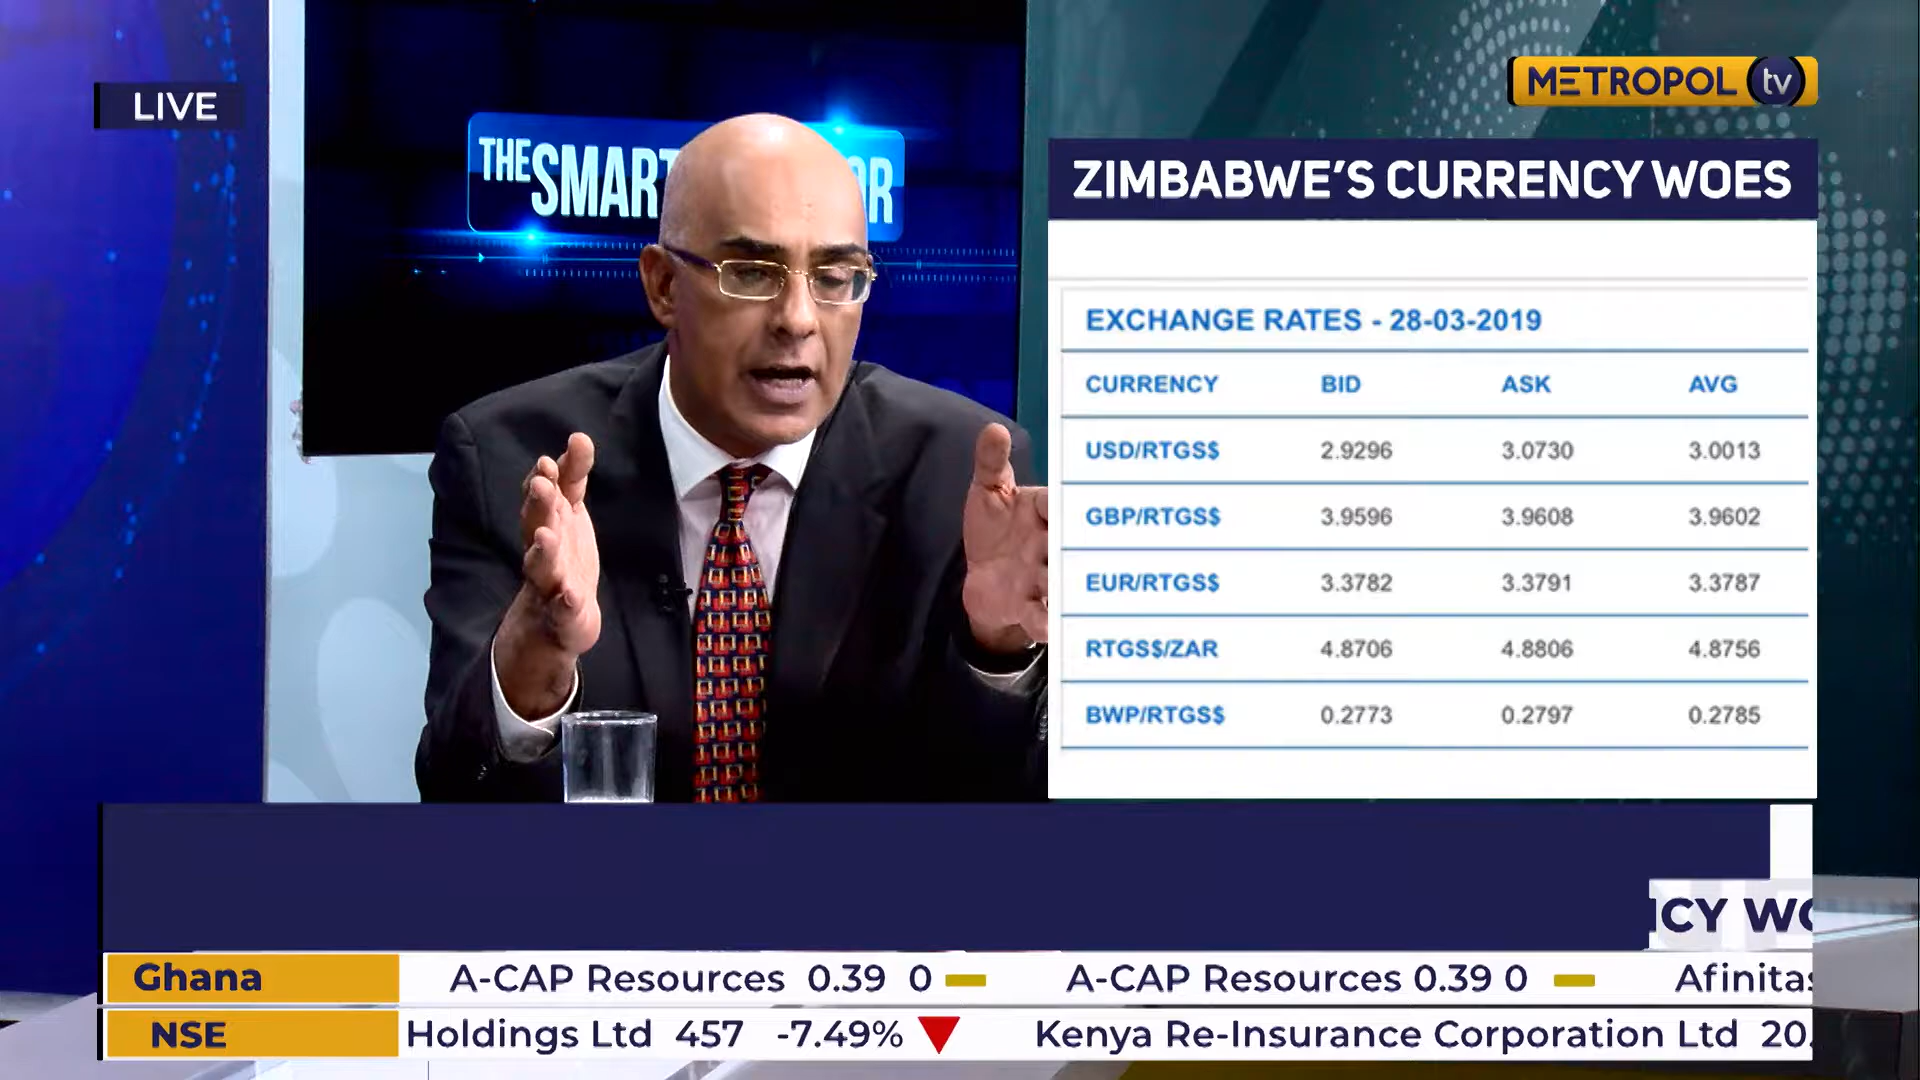 LIVE
METROPOL tv
THE SMART
ZIMBABWE'S CURRENCY WOES
EXCHANGE RATES - 28-03-2019
CURRENCY BID ASK AVG
USD/RTGS$ 2.9296 3.0730 3.0013
GBP/RTGS$ 3.9596 3.9608 3.9602
EUR/RTGS$ 3.3782 3.3791 3.3787
RTGS$/ZAR 4.8706 4.8806 4.8756
BWP/RTGS$ 0.2773 0.2797 0.2785
Ghana A-CAP Resources 0.39 0 A-CAP Resources 0.39 0 Afinitas
NSE Holdings Ltd 457 -7.49% Kenya Re-Insurance Corporation Ltd 20.